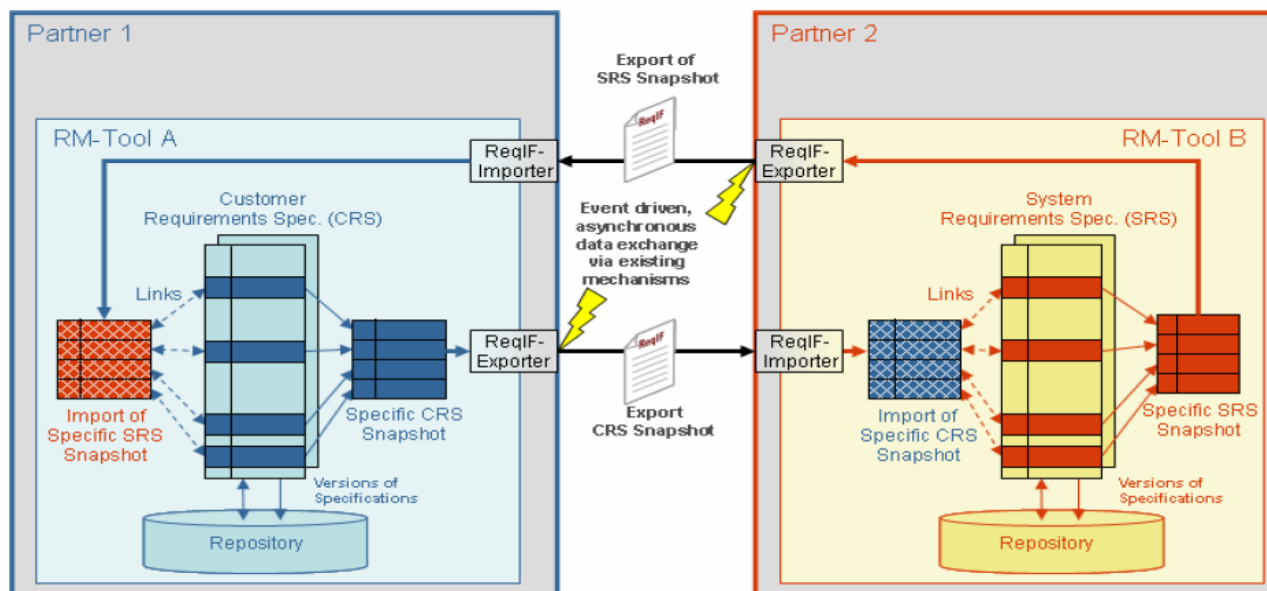 Partner 1
Partner 2
Export of
SRS Snapshot
ReqIF
RM-Tool A
RM-Tool B
ReqIF-
Importer
ReqIF-
Exporter
Customer
Requirements Spec. (CRS)
Event driven,
asynchronous
data exchange
via existing
mechanisms
System
Requirements Spec. (SRS)
Links
Links
ReqIF-
Exporter
ReqIF
ReqIF-
Importer
Import of
Specific SRS
Snapshot
Specific CRS
Snapshot
Export
CRS Snapshot
Import of
Specific CRS
Snapshot
Specific SRS
Snapshot
Versions of
Specifications
Versions of
Specifications
Repository
Repository